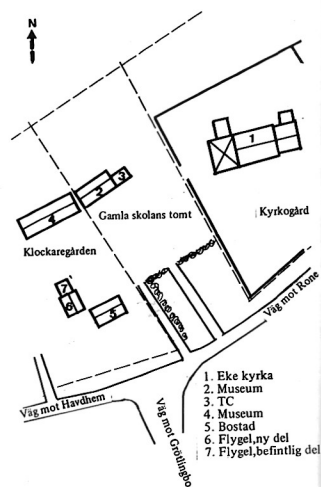 N
1
3
2
Gamla skolans tomt
Kyrkogård
4
Klockaregården
7
6
5
Väg mot Rone
Väg mot Havdhem
Väg mot Grötlingbo
1. Eke kyrka
2. Museum
3. TC
4. Museum
5. Bostad
6. Flygel,ny del
7. Flygel,befintlig del